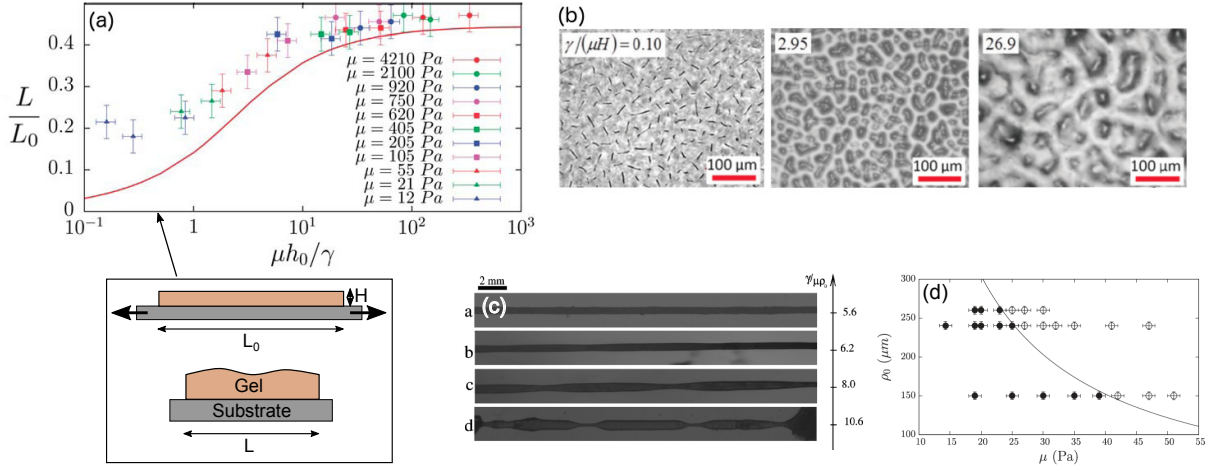 (a)
L
L₀
0.4
0.3
0.2
0.1
0
10⁻¹ 1 10¹ 10² 10³
μh₀/γ
μ = 4210 Pa
μ = 2100 Pa
μ = 920 Pa
μ = 750 Pa
μ = 620 Pa
μ = 405 Pa
μ = 205 Pa
μ = 105 Pa
μ = 55 Pa
μ = 21 Pa
μ = 12 Pa
H
L₀
Gel
Substrate
L
(b)
γ/(μH) = 0.10
100 μm
2.95
100 μm
26.9
100 μm
2 mm
(c)
γ/μρ₀
a
5.6
b
6.2
c
8.0
d
10.6
(d)
ρ₀ (μm)
300
250
200
150
100
10 15 20 25 30 35 40 45 50 55
μ (Pa)